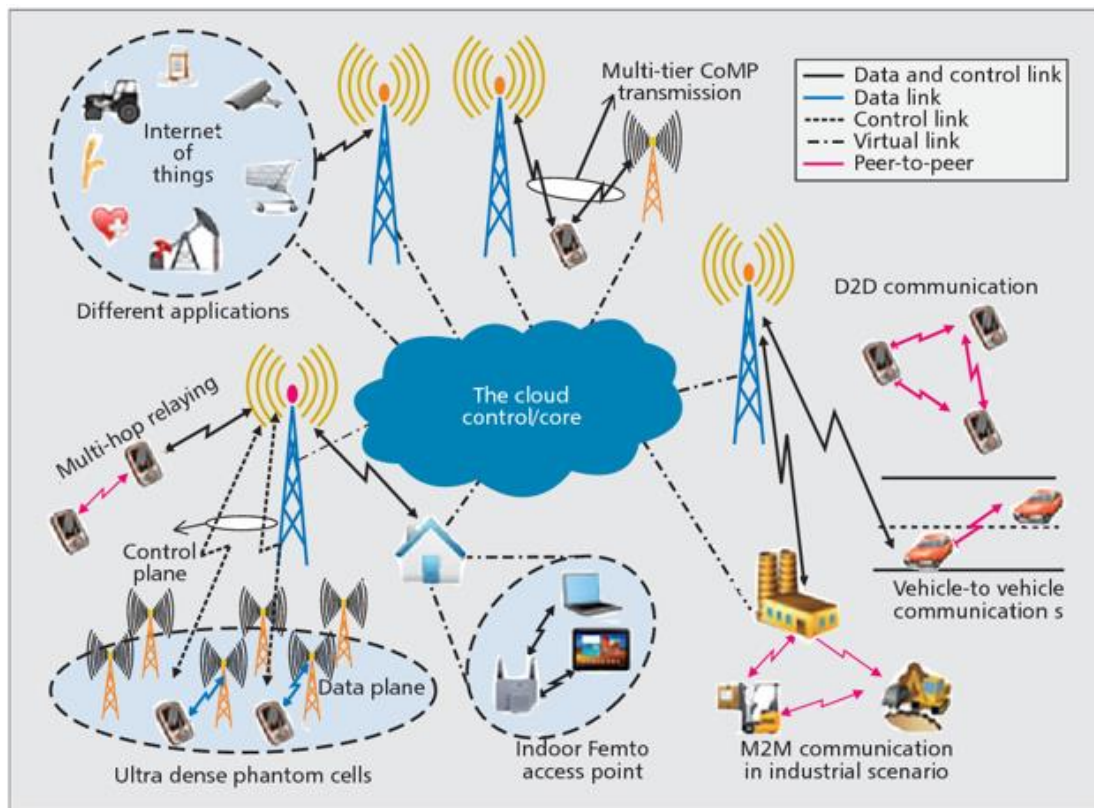 Multi-tier CoMP
transmission
Data and control link
Data link
Control link
Virtual link
Peer-to-peer
Internet
of
things
Different applications
D2D communication
The cloud
control/core
Multi-hop relaying
Control
plane
Vehicle-to vehicle
communication s
Data plane
Ultra dense phantom cells
Indoor Femto
access point
M2M communication
in industrial scenario